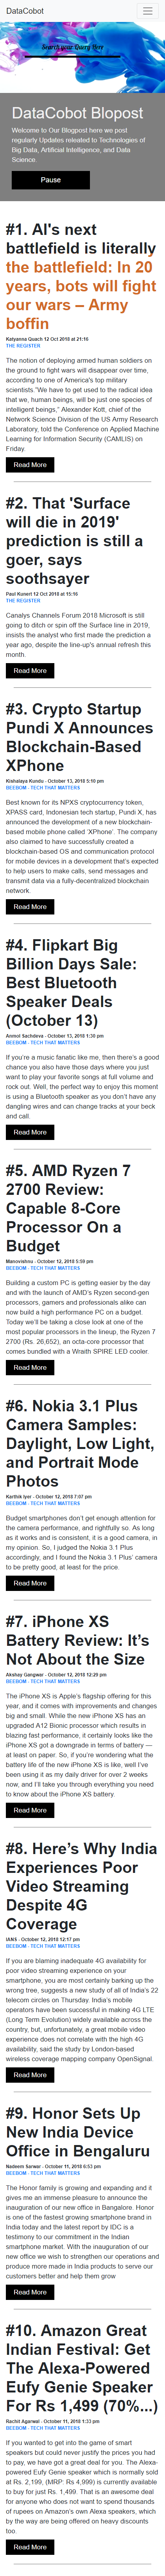 DataCobot
Search your Query Here
DataCobot Blopost
Welcome to Our Blogpost here we post
regularly Updates releated to Technologies of
Big Data, Artificial Intelligence, and Data
Science.
Pause
#1. AI's next
battlefield is literally
the battlefield: In 20
years, bots will fight
our wars – Army
boffin
Katyanna Quach 12 Oct 2018 at 21:18
THE REGISTER
The notion of deploying armed human soldiers on
the ground to fight wars will disappear over time,
according to one of America's top military
scientists "We have to get used to the radical idea
that we, human beings, will be just one species of
intelligent beings," Alexander Kott, chief of the
Network Science Division of the US Army Research
Laboratory, told the Conference on Applied Machine
Learning for Information Security (CAMLIS) on
Friday.
Read More
#2. That 'Surface
will die in 2019'
prediction is still a
goer, says
soothsayer
Paul Kunert 12 Oct 2018 at 15:16
THE REGISTER
Canalys Channels Forum 2018 Microsoft is still
going to ditch or spin off the Surface line in 2019,
insists the analyst who first made the prediction a
year ago, despite the line-up's annual refresh this
month.
Read More
#3. Crypto Startup
Pundi X Announces
Blockchain-Based
XPhone
Kishalaya Kundu - October 13, 2018 5:10 pm
BEEBOM - TECH THAT MATTERS
Best known for its NPXS cryptocurrency token,
XPASS card, Indonesian tech startup, Pundi X, has
announced the development of a new blockchain-
based mobile phone called 'XPhone'. The company
also claimed to have successfully created a
blockchain-based OS and communication protocol
for mobile devices in a development that's expected
to help users to make calls, send messages and
transmit data via a fully-decentralized blockchain
network.
Read More
#4. Flipkart Big
Billion Days Sale:
Best Bluetooth
Speaker Deals
(October 13)
Anmol Sachdeva - October 13, 2018 1:30 pm
BEEBOM - TECH THAT MATTERS
If you're a music fanatic like me, then there's a good
chance you also have those days where you just
want to play your favorite songs at full volume and
rock out. Well, the perfect way to enjoy this moment
is using a Bluetooth speaker as you don't have any
dangling wires and can change tracks at your beck
and call.
Read More
#5. AMD Ryzen 7
2700 Review:
Capable 8-Core
Processor On a
Budget
Manovishnu - October 12, 2018 5:59 pm
BEEBOM - TECH THAT MATTERS
Building a custom PC is getting easier by the day
and with the launch of AMD's Ryzen second-gen
processors, gamers and professionals alike can
now build a high performance PC on a budget.
Today we'll be taking a close look at one of the
most popular processors in the lineup, the Ryzen 7
2700 (Rs. 26,652), an octa-core processor that
comes bundled with a Wraith SPIRE LED cooler.
Read More
#6. Nokia 3.1 Plus
Camera Samples:
Daylight, Low Light,
and Portrait Mode
Photos
Karthik Iyer - October 12, 2018 7:07 pm
BEEBOM - TECH THAT MATTERS
Budget smartphones don't get enough attention for
the camera performance, and rightfully so. As long
as it works and is consistent, it is a good camera, in
my opinion. So, I judged the Nokia 3.1 Plus
accordingly, and I found the Nokia 3.1 Plus' camera
to be pretty good, at least for the price.
Read More
#7. iPhone XS
Battery Review: It's
Not About the Size
Akshay Gangwar - October 12, 2018 12:29 pm
BEEBOM - TECH THAT MATTERS
The iPhone XS is Apple's flagship offering for this
year, and it comes with improvements and changes
big and small. While the new iPhone XS has an
upgraded A12 Bionic processor which results in
blazing fast performance, it certainly looks like the
iPhone XS got a downgrade in terms of battery —
at least on paper. So, if you're wondering what the
battery life of the new iPhone XS is like, well I've
been using it as my daily driver for over 2 weeks
now, and I'll take you through everything you need
to know about the iPhone XS battery.
Read More
#8. Here's Why India
Experiences Poor
Video Streaming
Despite 4G
Coverage
IANS - October 12, 2018 12:17 pm
BEEBOM - TECH THAT MATTERS
If you are blaming inadequate 4G availability for
poor video streaming experience on your
smartphone, you are most certainly barking up the
wrong tree, suggests a new study of all of India's 22
telecom circles on Thursday. India's mobile
operators have been successful in making 4G LTE
(Long Term Evolution) widely available across the
country, but, unfortunately, a great mobile video
experience does not correlate with the high 4G
availability, said the study by London-based
wireless coverage mapping company OpenSignal.
Read More
#9. Honor Sets Up
New India Device
Office in Bengaluru
Nadeem Sarwar - October 11, 2018 6:53 pm
BEEBOM - TECH THAT MATTERS
The Honor family is growing and expanding and it
gives me an immense pleasure to announce the
inauguration of our new office in Bangalore. Honor
is one of the fastest growing smartphone brand in
India today and the latest report by IDC is a
testimony to our commitment in the Indian
smartphone market. With the inauguration of our
new office we wish to strengthen our operations and
produce more made in India products to serve our
customers better and help them grow
Read More
#10. Amazon Great
Indian Festival: Get
The Alexa-Powered
Eufy Genie Speaker
For Rs 1,499 (70%...)
Rachit Agarwal - October 11, 2018 1:33 pm
BEEBOM - TECH THAT MATTERS
If you wanted to get into the game of smart
speakers but could never justify the prices you had
to pay, we have got a great deal for you. The Alexa-
powered Eufy Genie speaker which is normally sold
at Rs. 2,199, (MRP: Rs 4,999) is currently available
to buy for just Rs. 1,499. That is an awesome deal
for anyone who does not want to spend thousands
of rupees on Amazon's own Alexa speakers, which
by the way are being offered on heavy discounts
too.
Read More